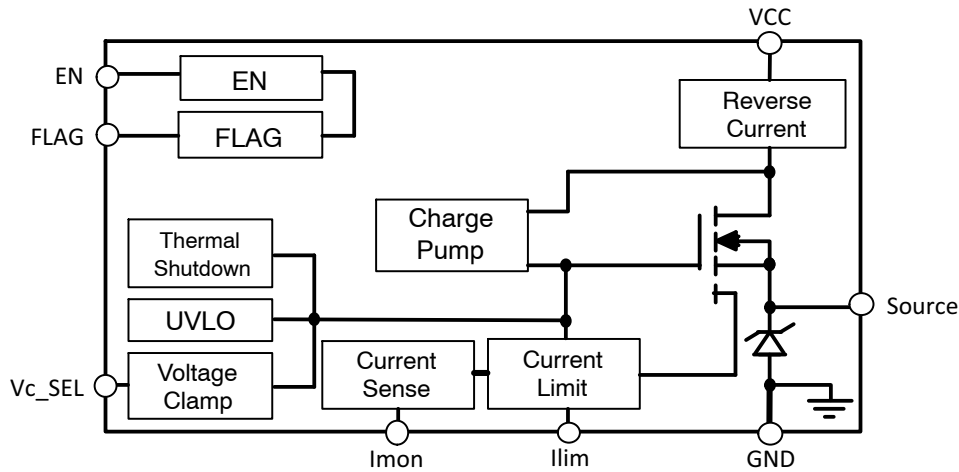 VCC
EN
EN
FLAG
FLAG
Reverse
Current
Charge
Pump
Thermal
Shutdown
UVLO
Source
Vc_SEL
Voltage
Clamp
Current
Sense
Current
Limit
Imon
Ilim
GND